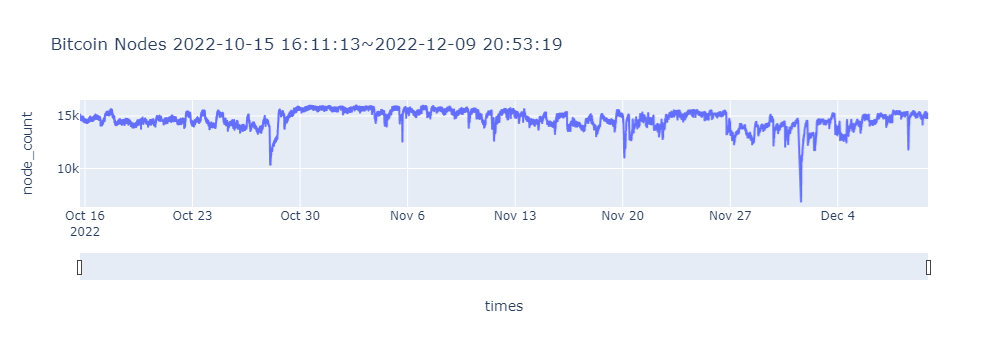 Bitcoin Nodes 2022-10-15 16:11:13~2022-12-09 20:53:19
node_count
15k
10k
Oct 16 Oct 23 Oct 30 Nov 6 Nov 13 Nov 20 Nov 27 Dec 4
2022
times